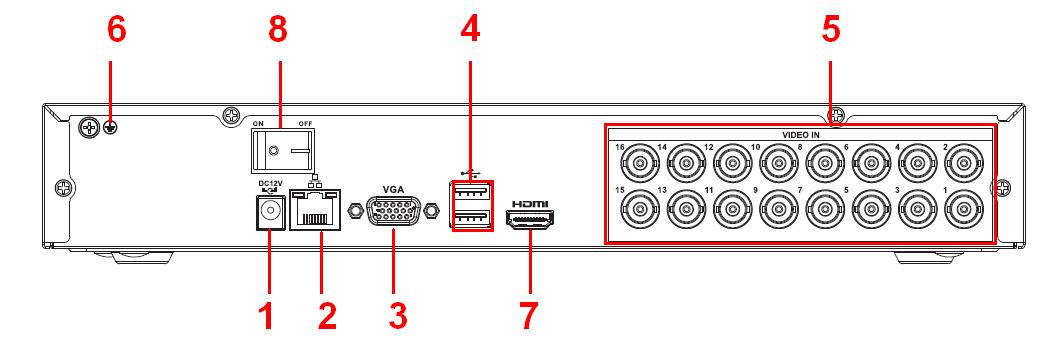 6 8 4 5
ON OFF
VIDEO IN
16 14 12 10 8 6 4 2
DC12V
VGA
HDMI
15 13 11 9 7 5 3 1
1 2 3 7